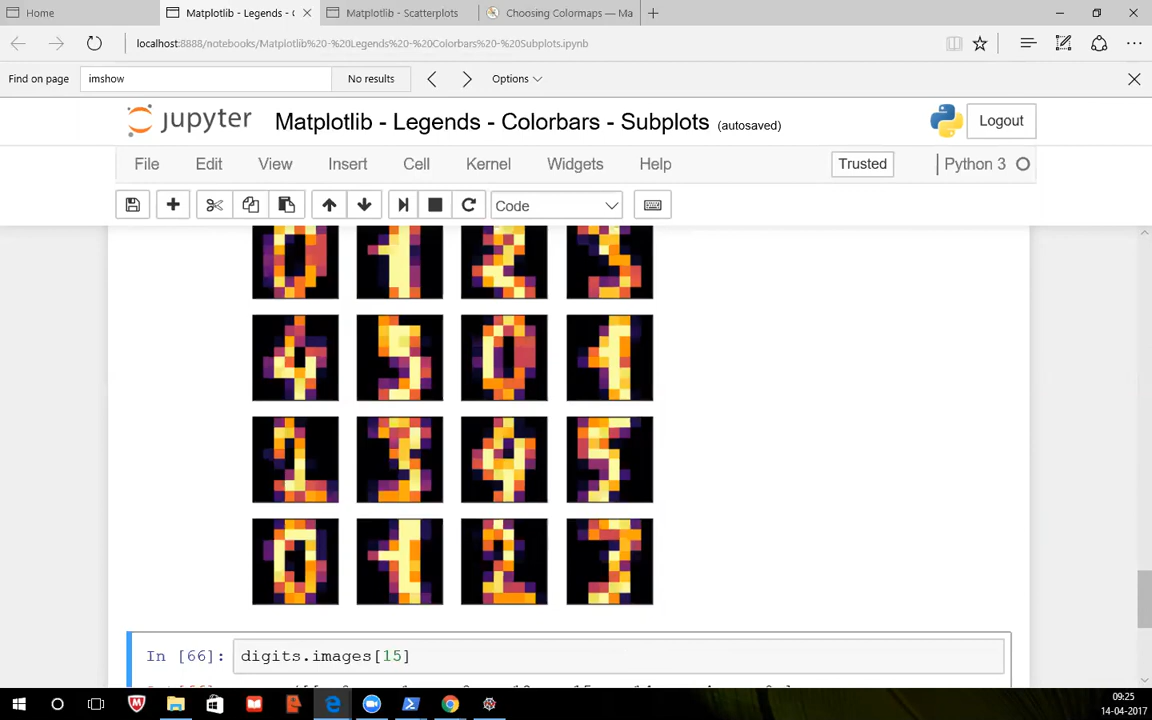 Home
Matplotlib - Legends - C
Matplotlib - Scatterplots
Choosing Colormaps — Ma
localhost:8888/notebooks/Matplotlib%20-%20Legends%20-%20Colorbars%20-%20Subplots.ipynb
Find on page
imshow
No results
Options
jupyter
Matplotlib - Legends - Colorbars - Subplots (autosaved)
Logout
File Edit View Insert Cell Kernel Widgets Help
Trusted
Python 3
Code
In [66]: digits.images[15]
09:25
14-04-2017